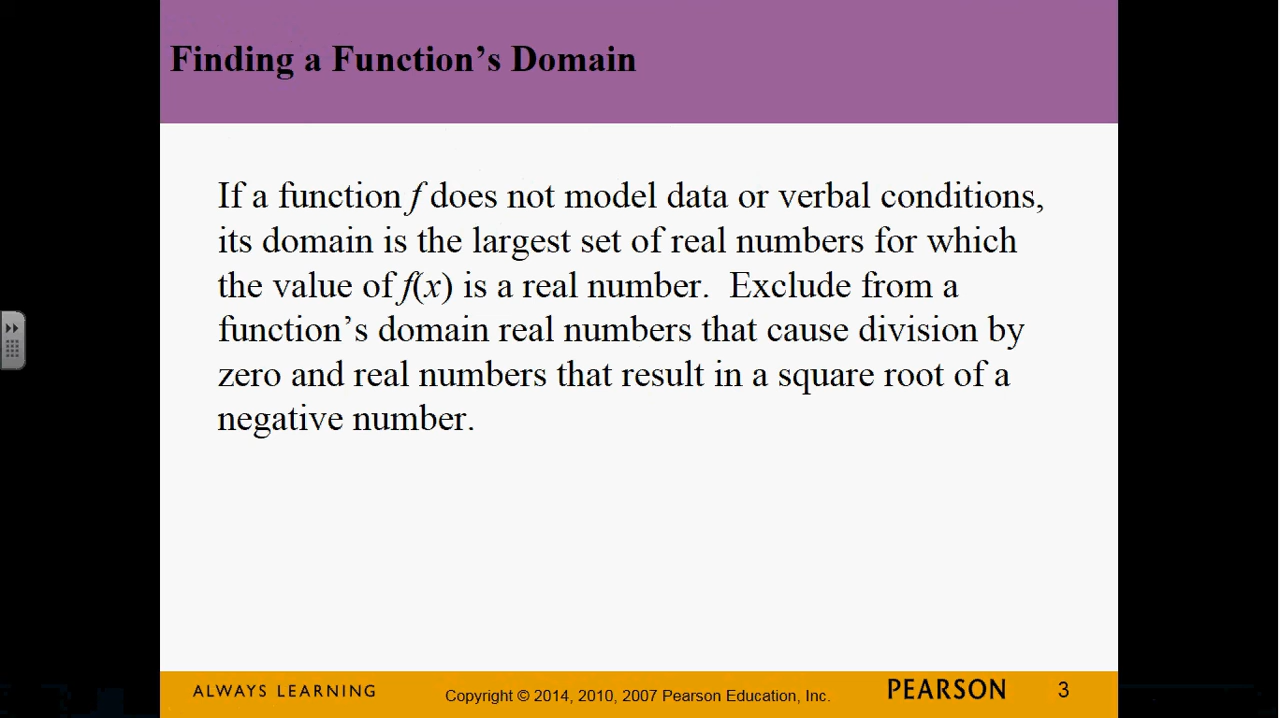 Finding a Function’s Domain
If a function f does not model data or verbal conditions,
its domain is the largest set of real numbers for which
the value of f(x) is a real number.  Exclude from a
function’s domain real numbers that cause division by
zero and real numbers that result in a square root of a
negative number.
ALWAYS LEARNING
Copyright © 2014, 2010, 2007 Pearson Education, Inc.
PEARSON
3